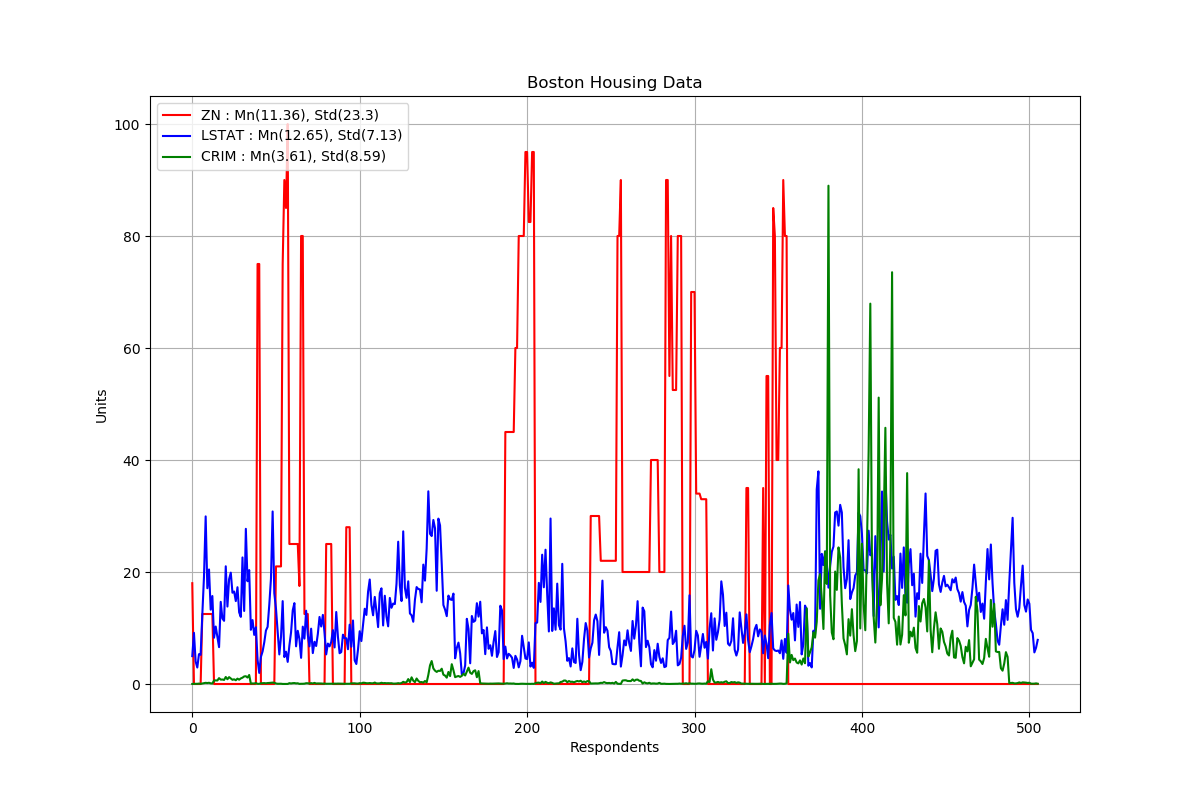 Boston Housing Data
ZN : Mn(11.36), Std(23.3)
LSTAT : Mn(12.65), Std(7.13)
CRIM : Mn(3.61), Std(8.59)
100
80
60
40
20
0
Units
0 100 200 300 400 500
Respondents